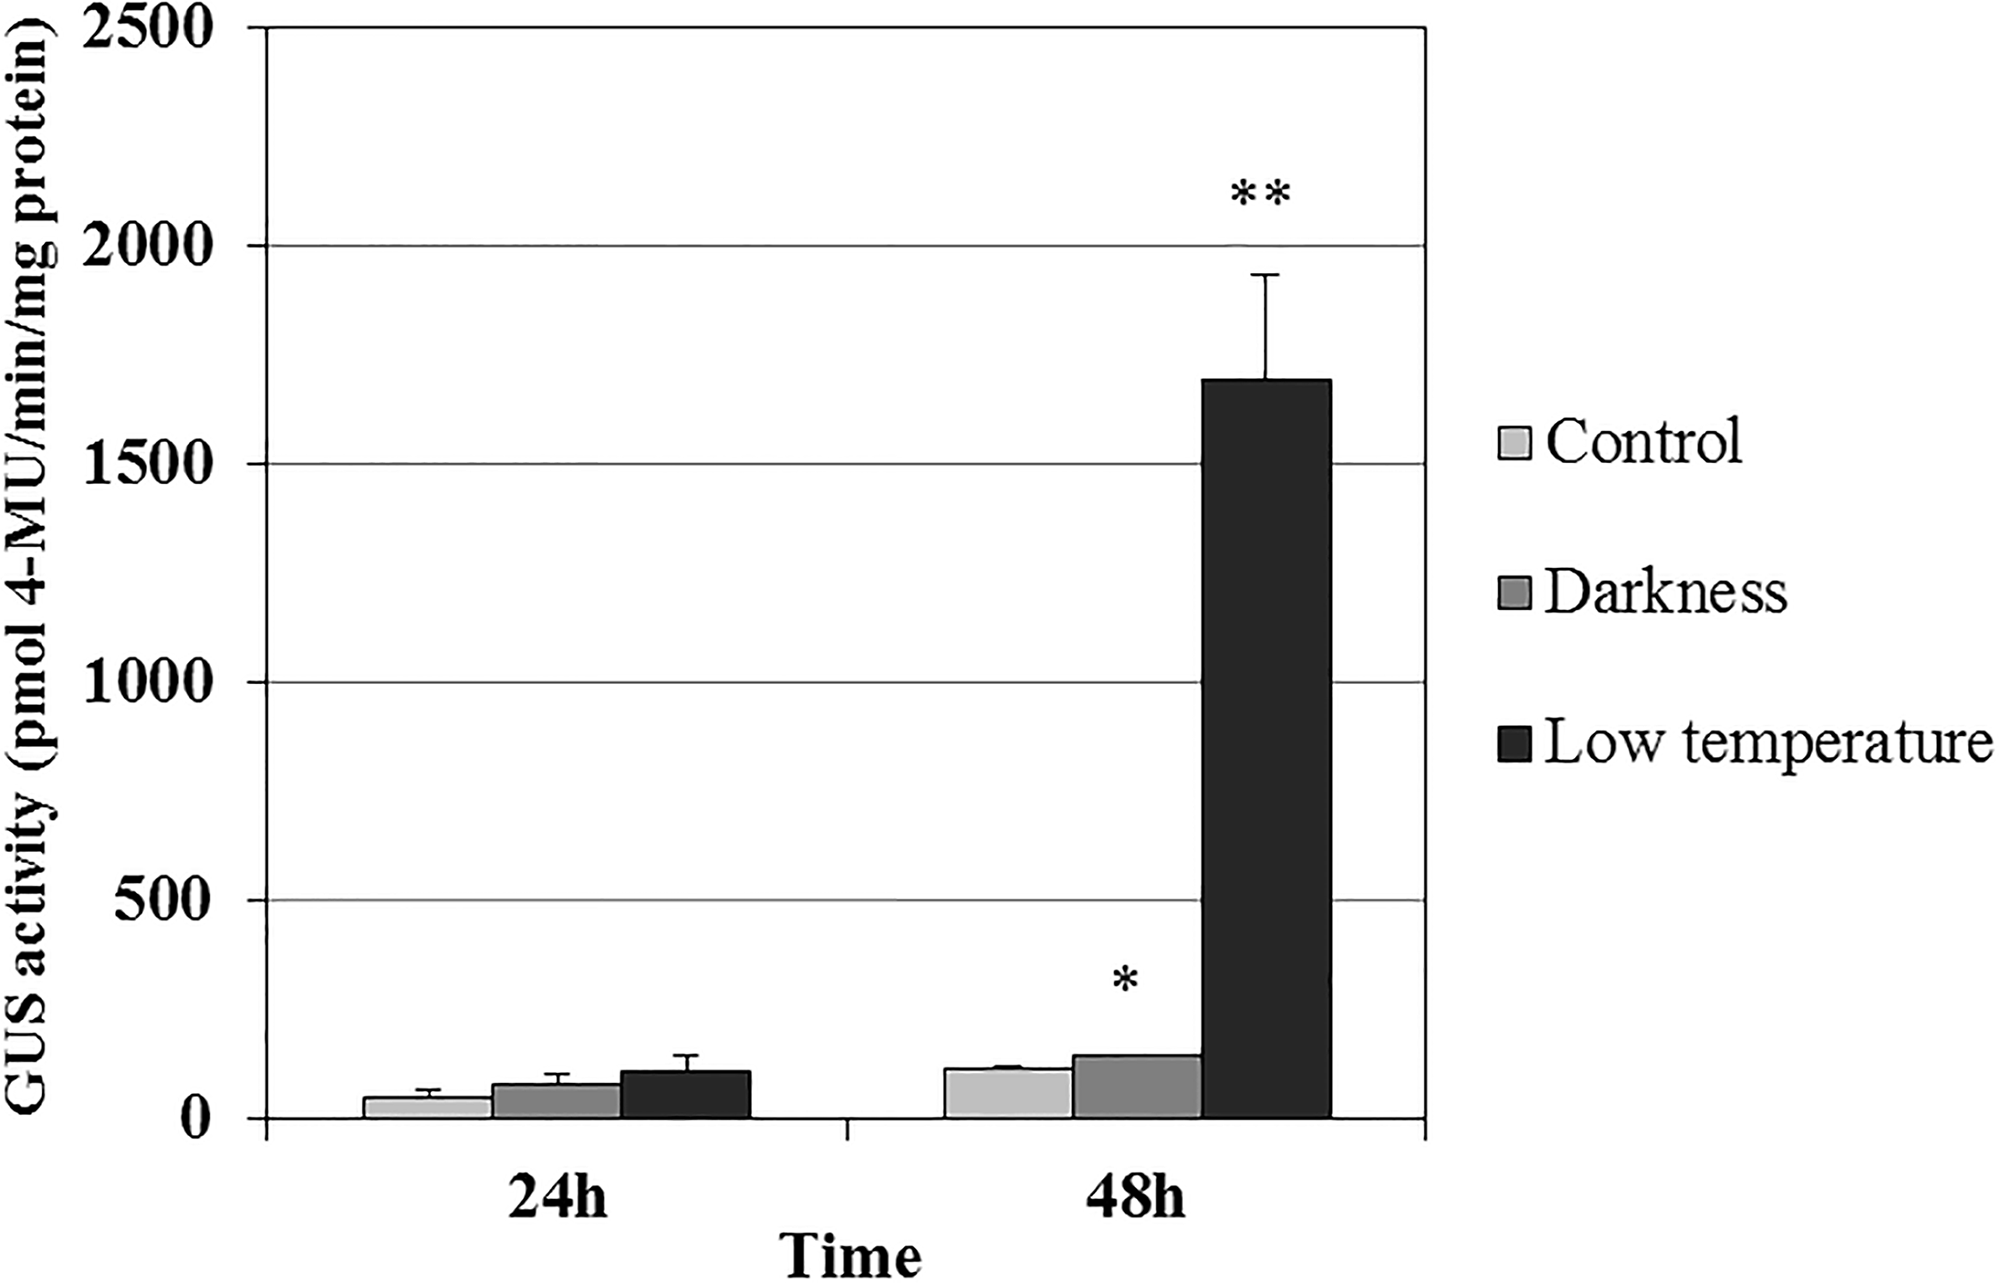 GUS activity (pmol 4-MU/min/mg protein)
2500
2000
1500
1000
500
0
**
*
24h
48h
Time
Control
Darkness
Low temperature